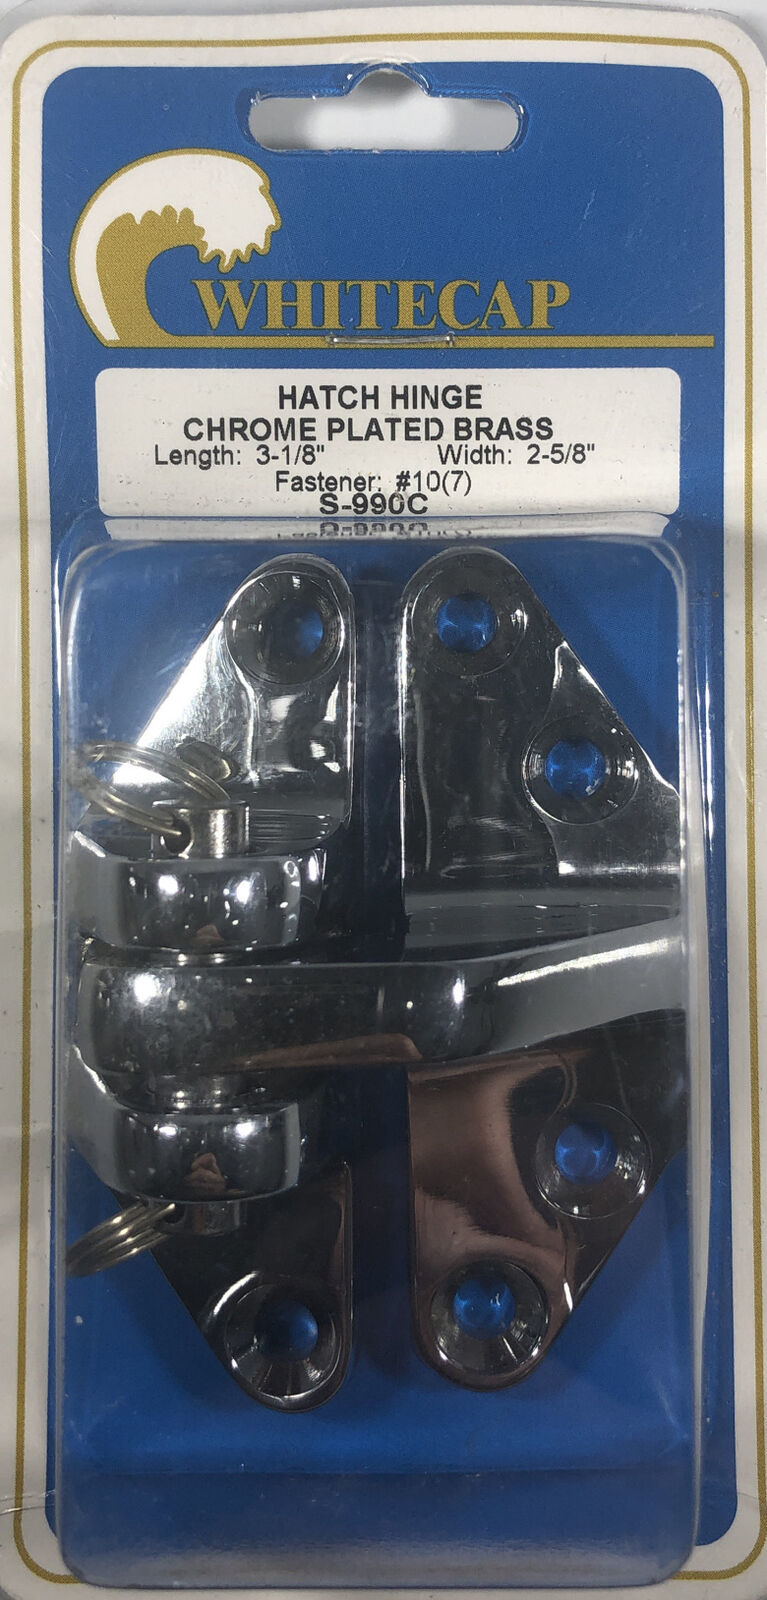 WHITECAP
HATCH HINGE
CHROME PLATED BRASS
Length: 3-1/8" Width: 2-5/8"
Fastener: #10(7)
S-990C